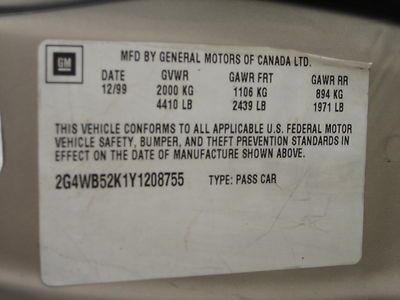 GM
MFD BY GENERAL MOTORS OF CANADA LTD.
DATE GVWR GAWR FRT GAWR RR
12/99 2000 KG 1106 KG 894 KG
4410 LB 2439 LB 1971 LB
THIS VEHICLE CONFORMS TO ALL APPLICABLE U.S. FEDERAL MOTOR
VEHICLE SAFETY, BUMPER, AND THEFT PREVENTION STANDARDS IN
EFFECT ON THE DATE OF MANUFACTURE SHOWN ABOVE.
2G4WB52K1Y1208755 TYPE: PASS CAR